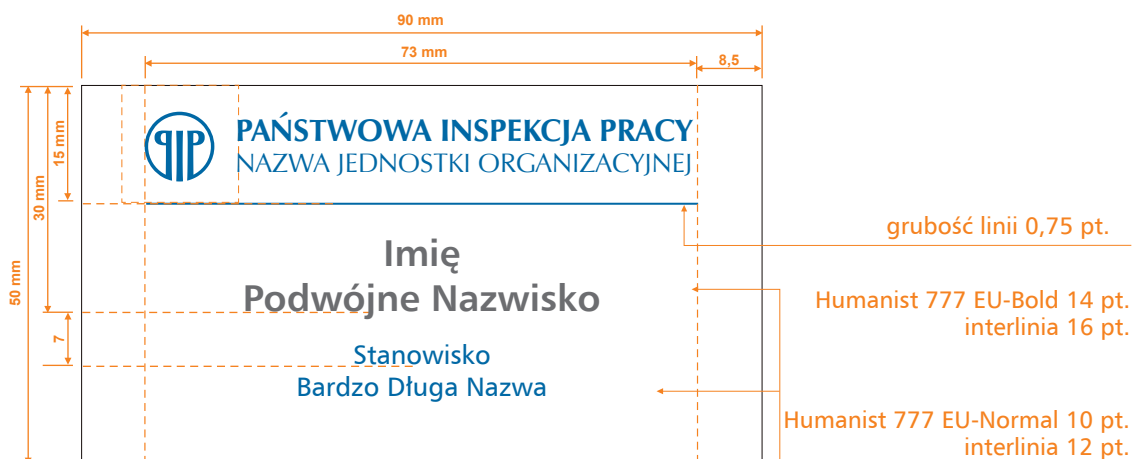 90 mm
73 mm
8,5
15 mm
30 mm
50 mm
7
PIP
PAŃSTWOWA INSPEKCJA PRACY
NAZWA JEDNOSTKI ORGANIZACYJNEJ
grubość linii 0,75 pt.
Imię
Podwójne Nazwisko
Humanist 777 EU-Bold 14 pt.
interlinia 16 pt.
Stanowisko
Bardzo Długa Nazwa
Humanist 777 EU-Normal 10 pt.
interlinia 12 pt.